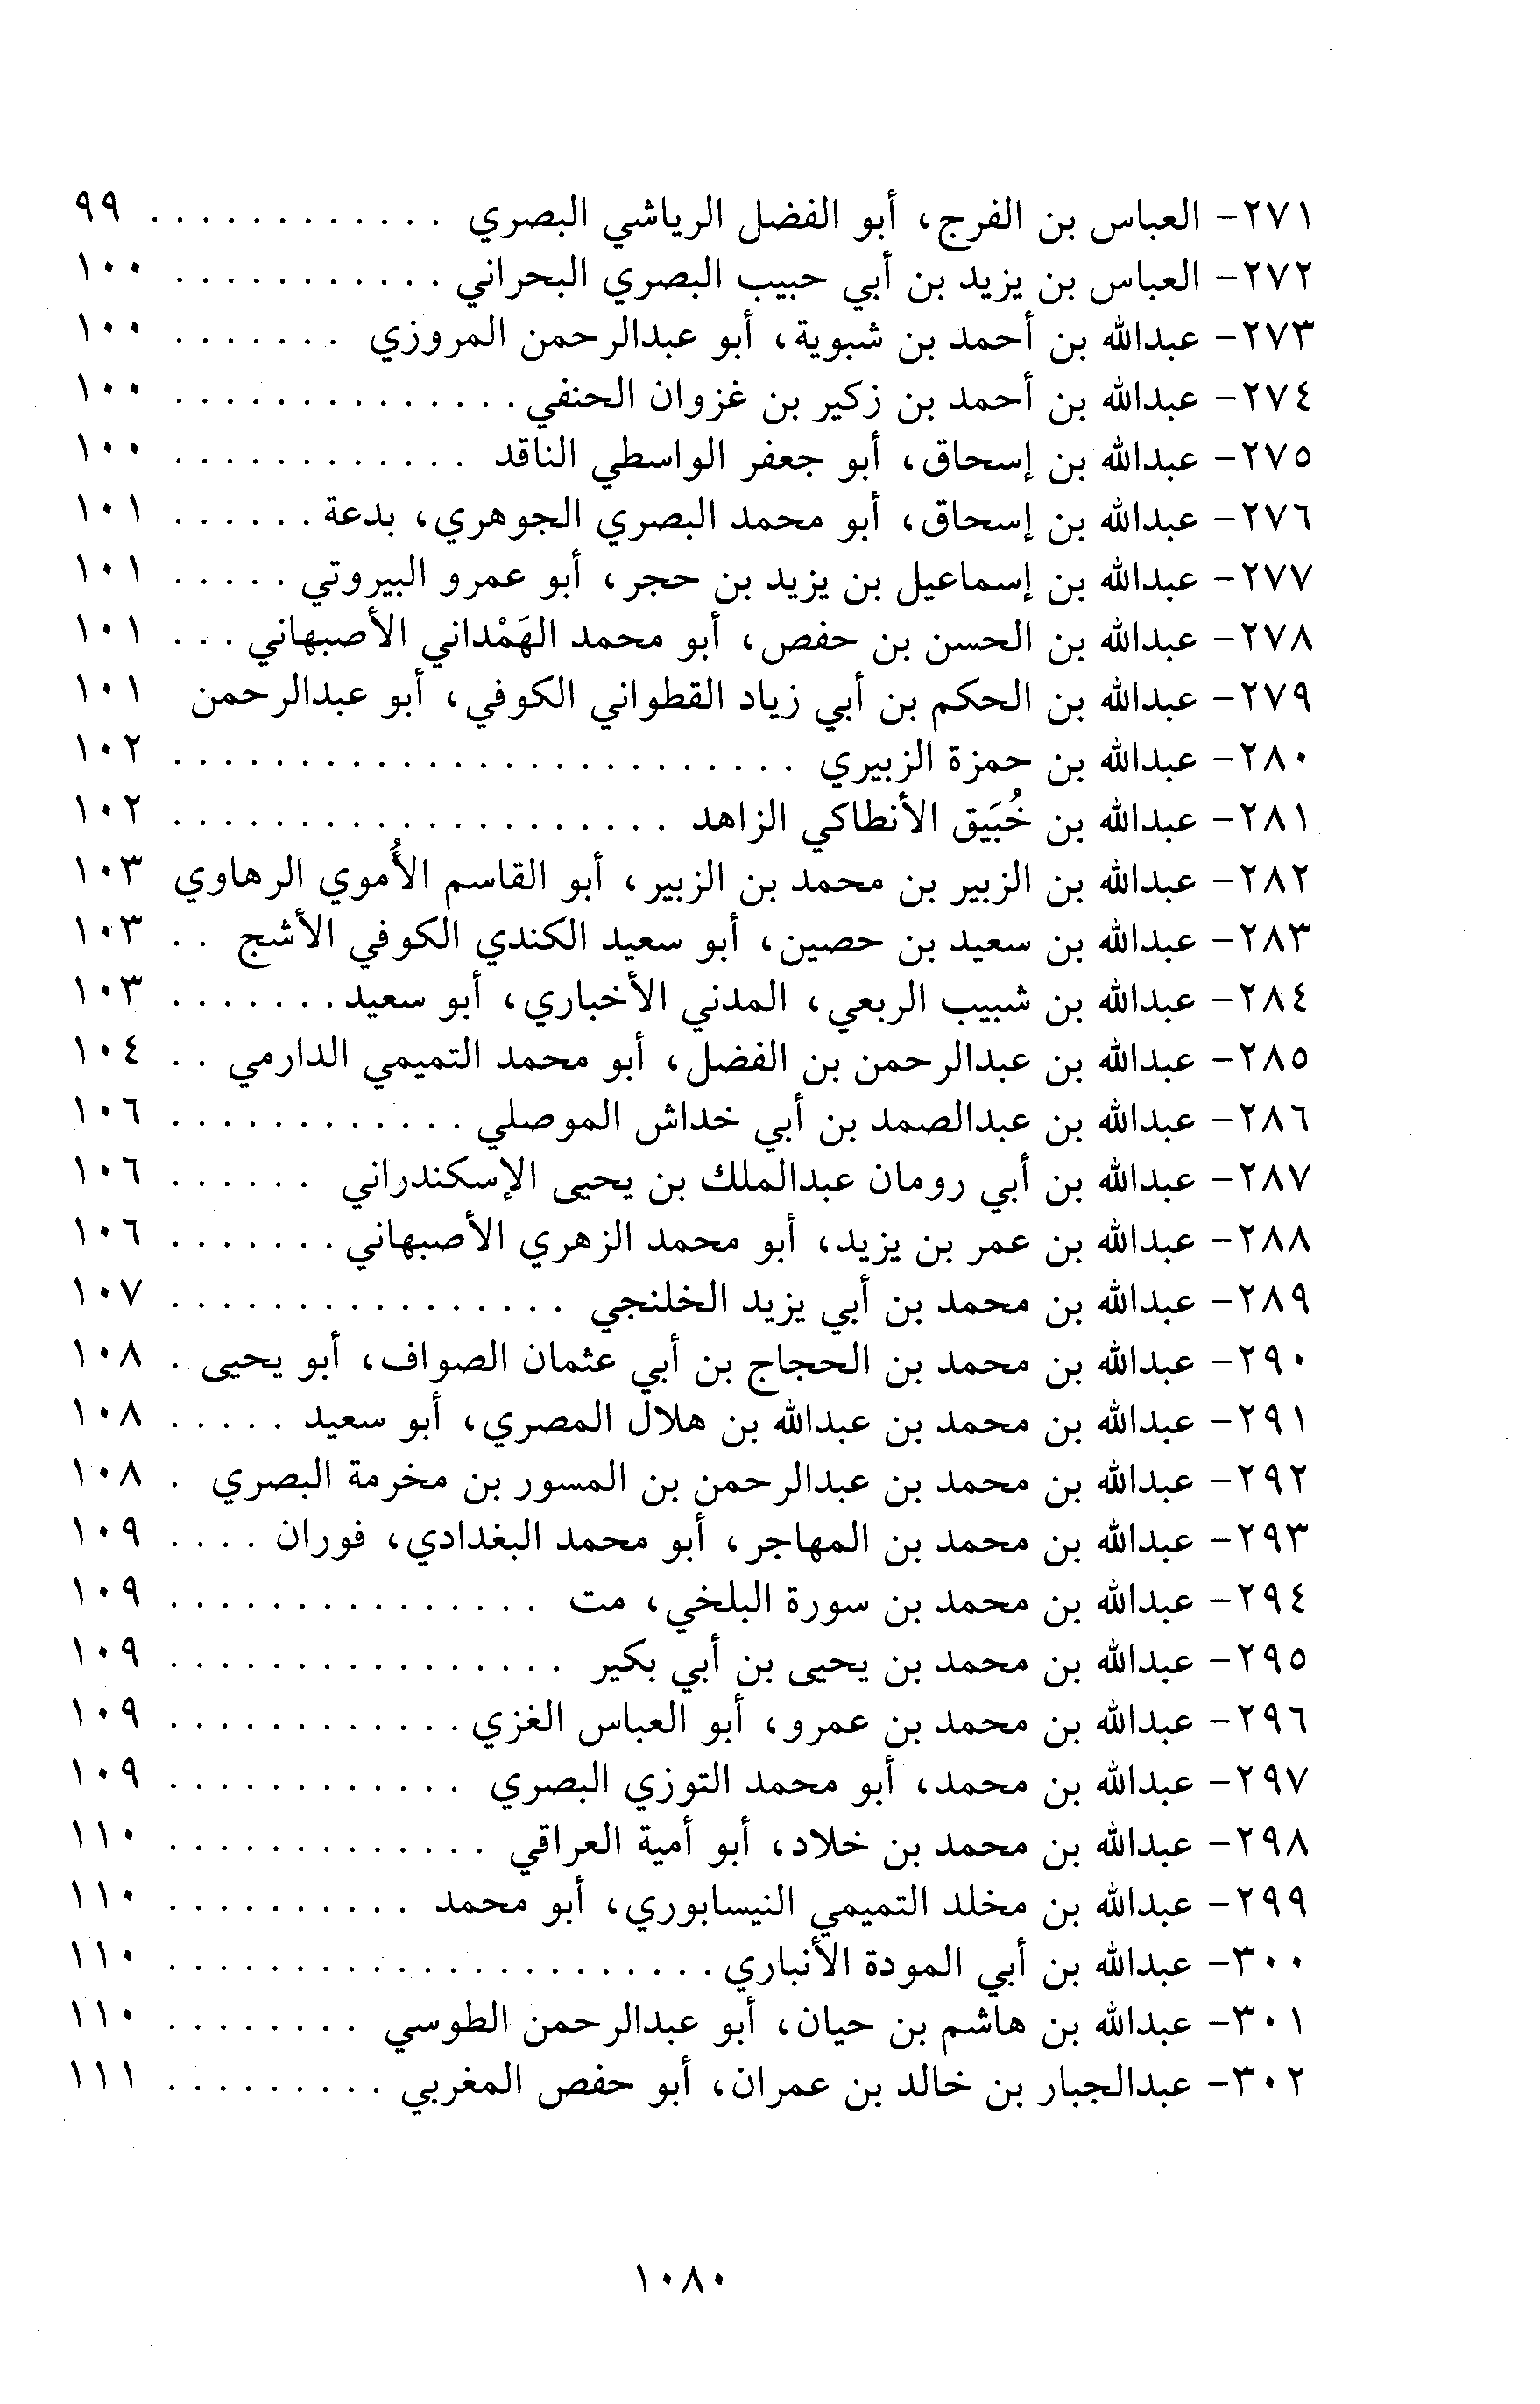 ٢٧١- العباس بن الفرج، أبو الفضل الرياشي البصري . . . . . . . . . . . . ٩٩
٢٧٢- العباس بن يزيد بن أبي حبيب البصري البحراني . . . . . . . . . . . ١٠٠
٢٧٣- عبدالله بن أحمد بن شبوية، أبو عبدالرحمن المروزي . . . . . . . ١٠٠
٢٧٤- عبدالله بن أحمد بن زكير بن غزوان الحنفي . . . . . . . . . . . . . . ١٠٠
٢٧٥- عبدالله بن إسحاق، أبو جعفر الواسطي الناقد . . . . . . . . . . . . ١٠٠
٢٧٦- عبدالله بن إسحاق، أبو محمد البصري الجوهري، بدعة . . . . . . ١٠١
٢٧٧- عبدالله بن إسماعيل بن يزيد بن حجر، أبو عمرو البيروتي . . . . . ١٠١
٢٧٨- عبدالله بن الحسن بن حفص، أبو محمد الهَمْداني الأصبهاني . . . ١٠١
٢٧٩- عبدالله بن الحكم بن أبي زياد القطواني الكوفي، أبو عبدالرحمن ١٠١
٢٨٠- عبدالله بن حمزة الزبيري . . . . . . . . . . . . . . . . . . . . . . . . . ١٠٢
٢٨١- عبدالله بن خُبَيق الأنطاكي الزاهد . . . . . . . . . . . . . . . . . . . . ١٠٢
٢٨٢- عبدالله بن الزبير بن محمد بن الزبير، أبو القاسم الأُموي الرهاوي ١٠٣
٢٨٣- عبدالله بن سعيد بن حصين، أبو سعيد الكندي الكوفي الأشج . . ١٠٣
٢٨٤- عبدالله بن شبيب الربعي، المدني الأخباري، أبو سعيد . . . . . . . ١٠٣
٢٨٥- عبدالله بن عبدالرحمن بن الفضل، أبو محمد التميمي الدارمي . . ١٠٤
٢٨٦- عبدالله بن عبدالصمد بن أبي خداش الموصلي . . . . . . . . . . . . ١٠٦
٢٨٧- عبدالله بن أبي رومان عبدالملك بن يحيى الإسكندراني . . . . . . ١٠٦
٢٨٨- عبدالله بن عمر بن يزيد، أبو محمد الزهري الأصبهاني . . . . . . . ١٠٦
٢٨٩- عبدالله بن محمد بن أبي يزيد الخلنجي . . . . . . . . . . . . . . . . ١٠٧
٢٩٠- عبدالله بن محمد بن الحجاج بن أبي عثمان الصواف، أبو يحيى . ١٠٨
٢٩١- عبدالله بن محمد بن عبدالله بن هلال المصري، أبو سعيد . . . . . ١٠٨
٢٩٢- عبدالله بن محمد بن عبدالرحمن بن المسور بن مخرمة البصري . ١٠٨
٢٩٣- عبدالله بن محمد بن المهاجر، أبو محمد البغدادي، فوران . . . . ١٠٩
٢٩٤- عبدالله بن محمد بن سورة البلخي، مت . . . . . . . . . . . . . . . ١٠٩
٢٩٥- عبدالله بن محمد بن يحيى بن أبي بكير . . . . . . . . . . . . . . . . ١٠٩
٢٩٦- عبدالله بن محمد بن عمرو، أبو العباس الغزي . . . . . . . . . . . . ١٠٩
٢٩٧- عبدالله بن محمد، أبو محمد التوزي البصري . . . . . . . . . . . . ١٠٩
٢٩٨- عبدالله بن محمد بن خلاد، أبو أمية العراقي . . . . . . . . . . . . . ١١٠
٢٩٩- عبدالله بن مخلد التميمي النيسابوري، أبو محمد . . . . . . . . . . ١١٠
٣٠٠- عبدالله بن أبي المودة الأنباري . . . . . . . . . . . . . . . . . . . . . . ١١٠
٣٠١- عبدالله بن هاشم بن حيان، أبو عبدالرحمن الطوسي . . . . . . . . ١١٠
٣٠٢- عبدالجبار بن خالد بن عمران، أبو حفص المغربي . . . . . . . . . ١١١
١٠٨٠